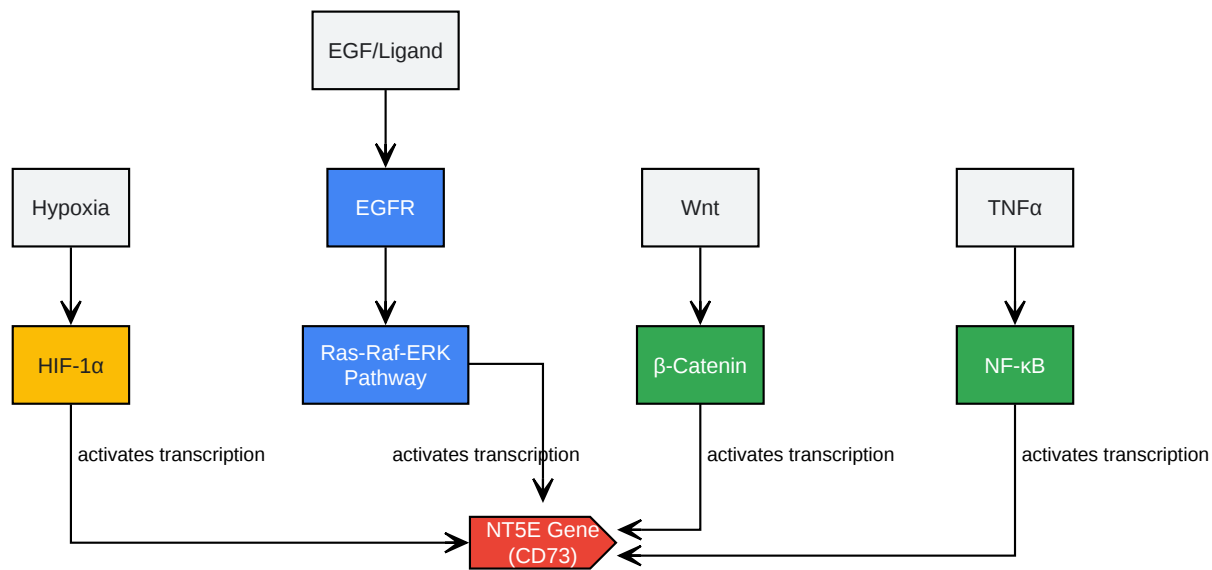 EGF/Ligand
Hypoxia
EGFR
Wnt
TNFα
HIF-1α
Ras-Raf-ERK
Pathway
β-Catenin
NF-κB
activates transcription
activates transcription
activates transcription
activates transcription
NT5E Gene
(CD73)